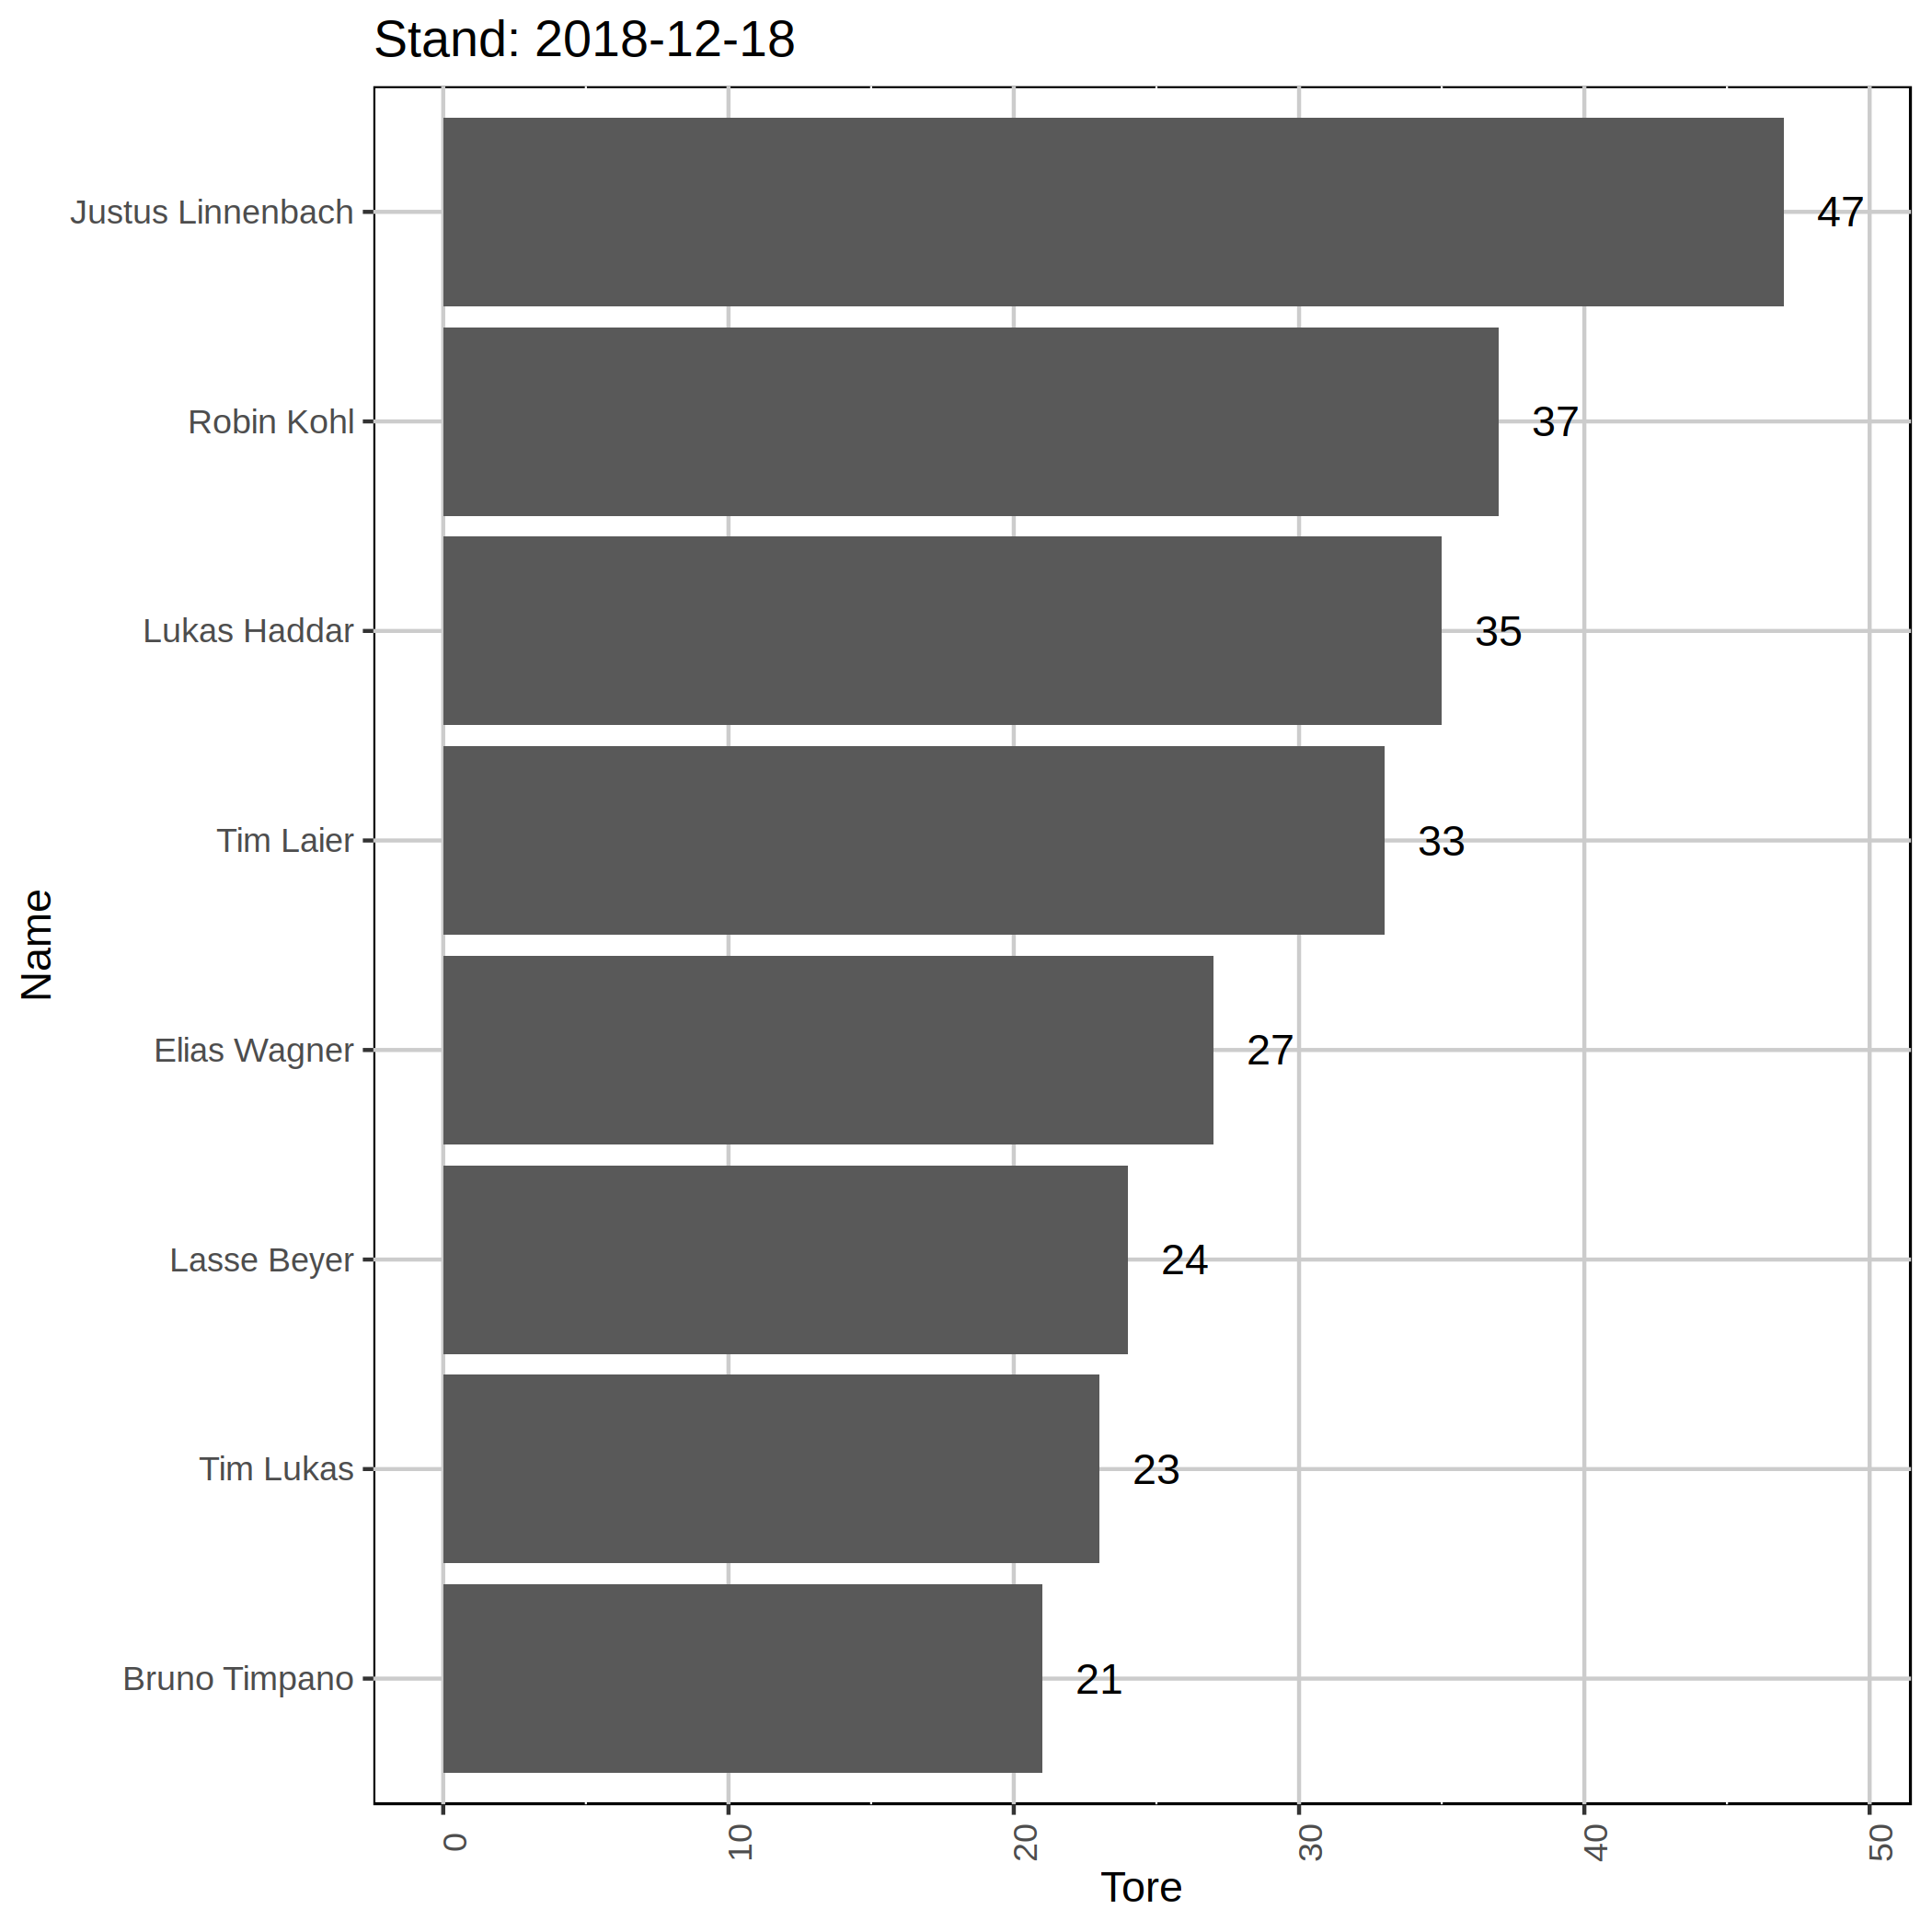 Stand: 2018-12-18
Name
Justus Linnenbach 47
Robin Kohl 37
Lukas Haddar 35
Tim Laier 33
Elias Wagner 27
Lasse Beyer 24
Tim Lukas 23
Bruno Timpano 21
0 10 20 30 40 50
Tore